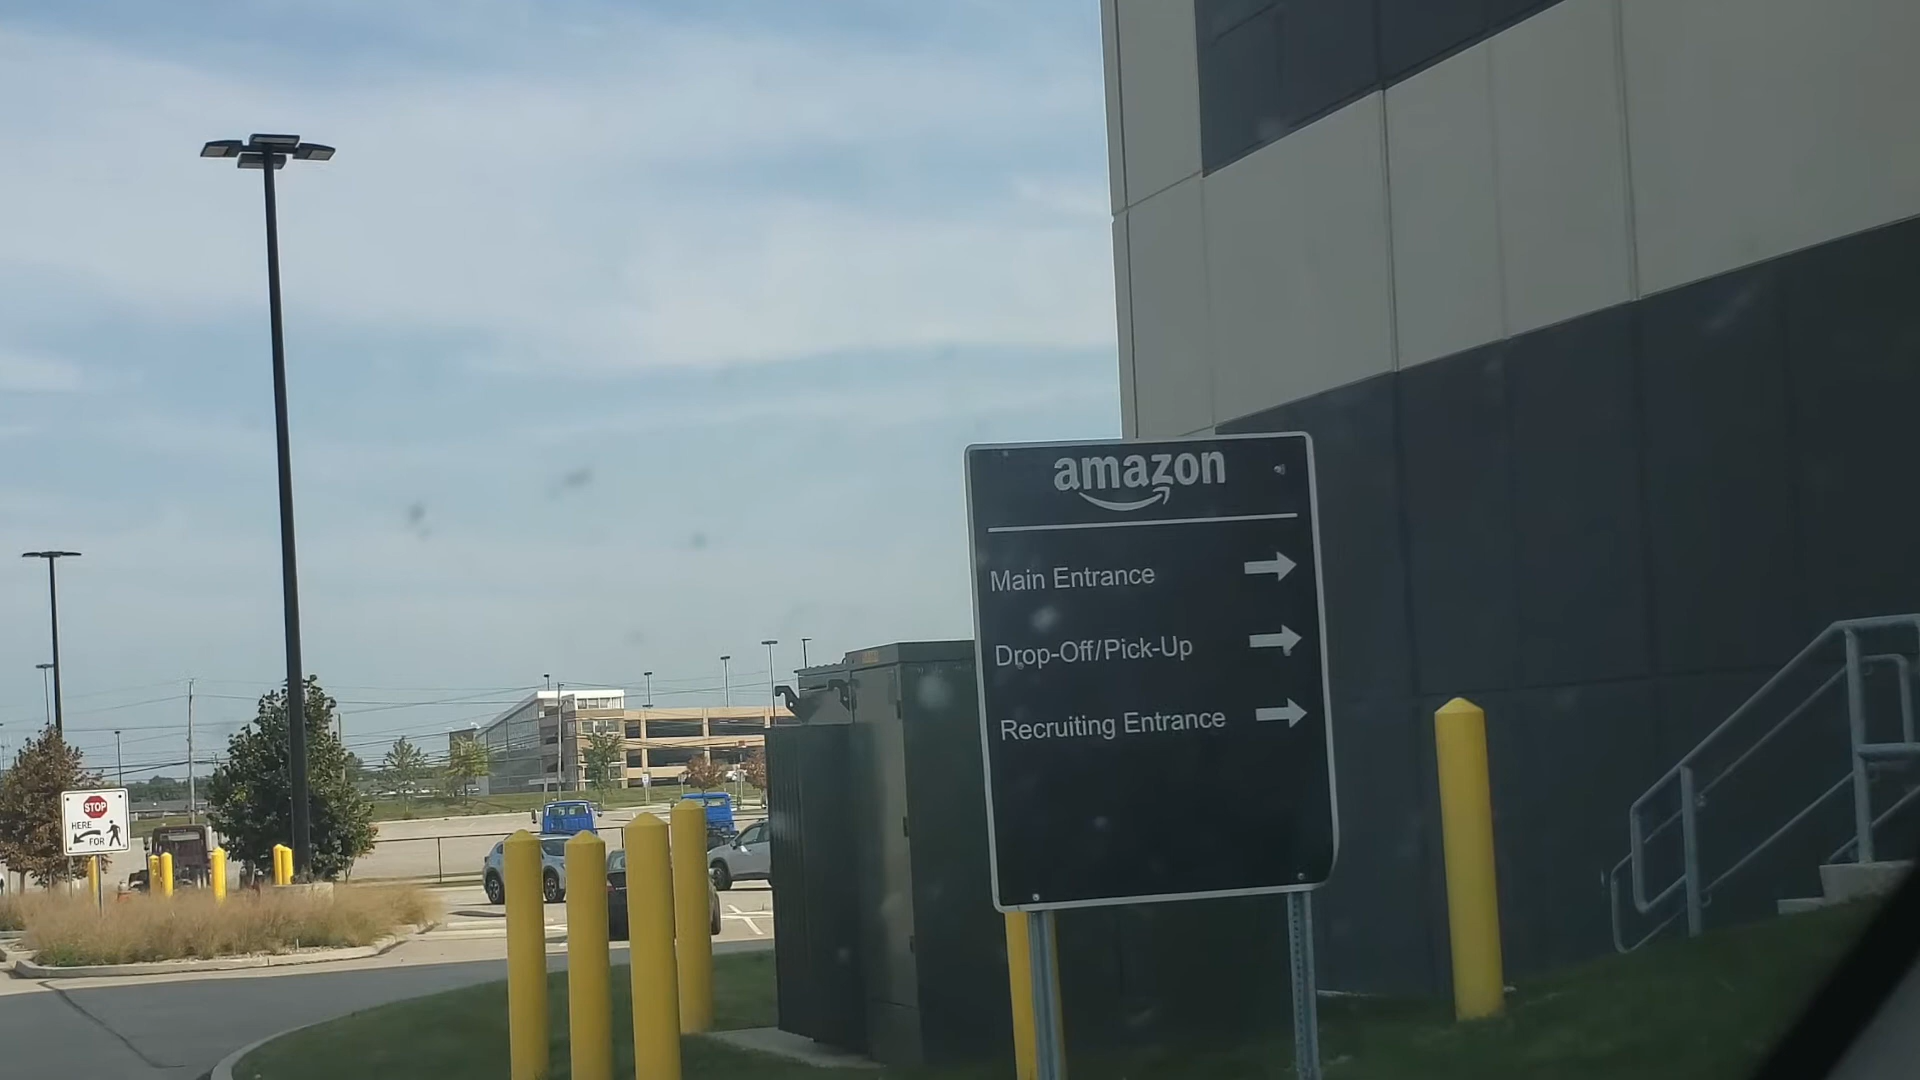 amazon
Main Entrance
Drop-Off/Pick-Up
Recruiting Entrance
STOP
HERE
FOR